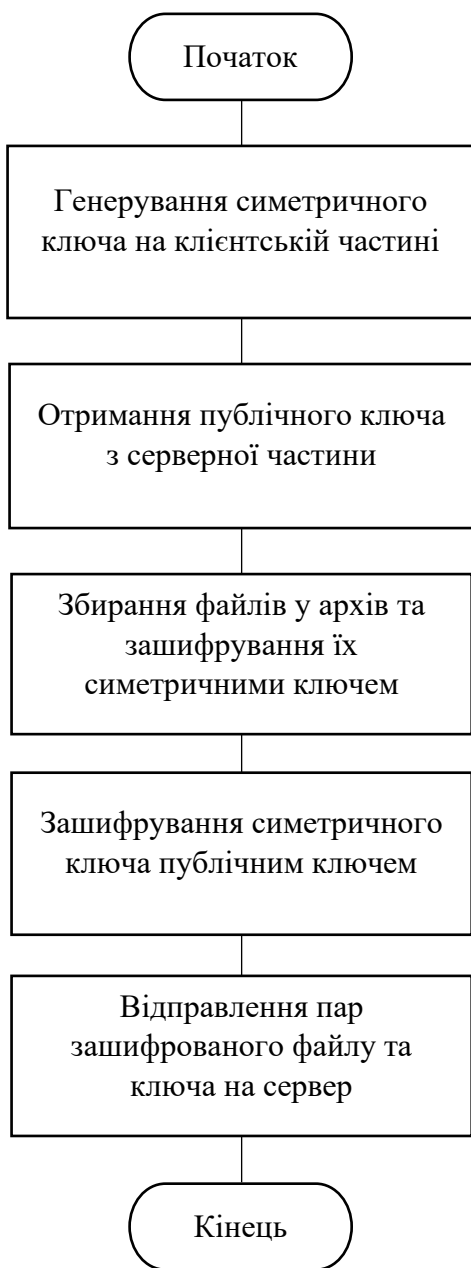 Початок
Генерування симетричного
ключа на клієнтській частині
Отримання публічного ключа
з серверної частини
Збирання файлів у архів та
зашифрування їх
симетричними ключем
Зашифрування симетричного
ключа публічним ключем
Відправлення пар
зашифрованого файлу та
ключа на сервер
Кінець